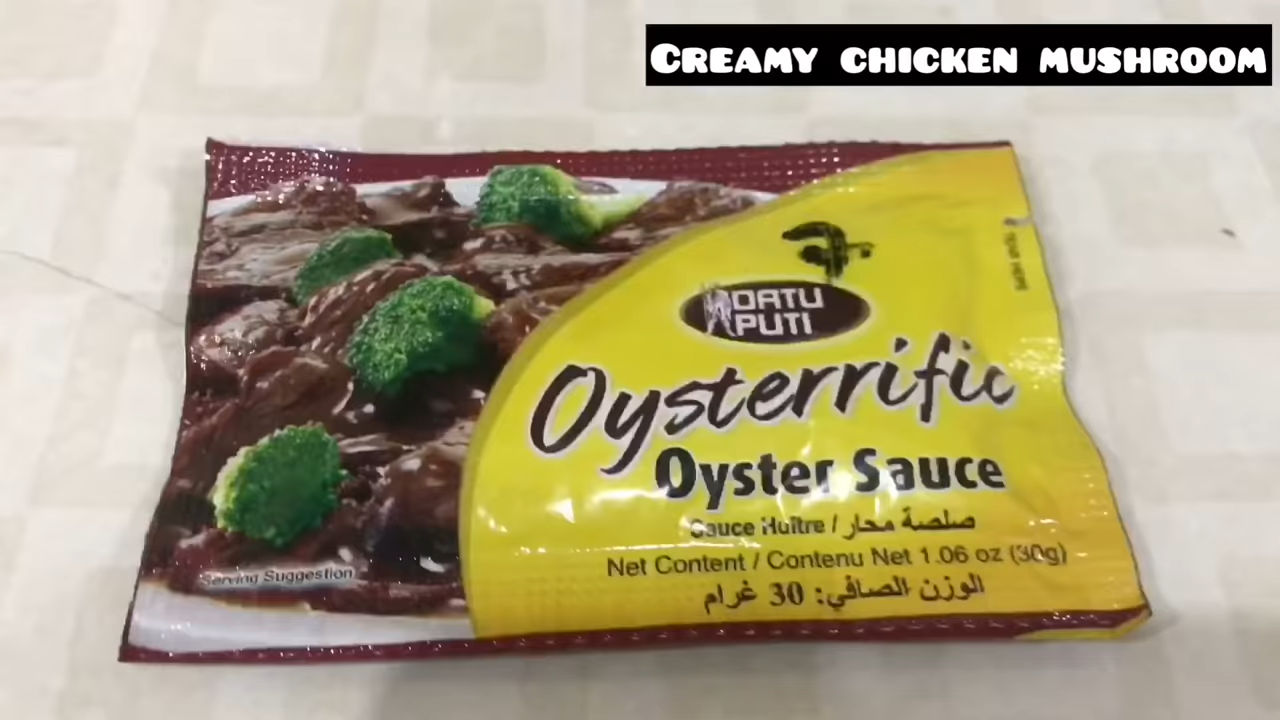 CREAMY CHICKEN MUSHROOM
DATU
PUTI
Oysterrific
Oyster Sauce
Sauce Huître / صلصة محار
Net Content / Contenu Net 1.06 oz (30g)
الوزن الصافي: 30 غرام
Serving Suggestion